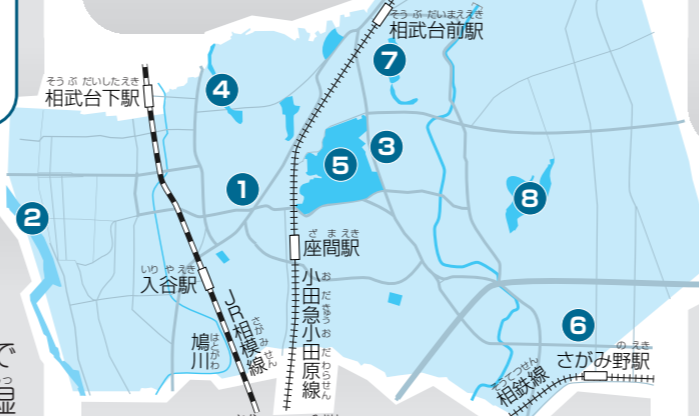 そうぶだいまええき
相武台前駅
7
そうぶだいしたえき
相武台下駅
4
3
5
1
8
2
ざまえき
座間駅
いりやえき
入谷駅
おだきゅうおだわらせん
小田急小田原線
さがみせん
JR相模線
はとがわ
鳩川
6
のえき
さがみ野駅
そうてつせん
相鉄線
で